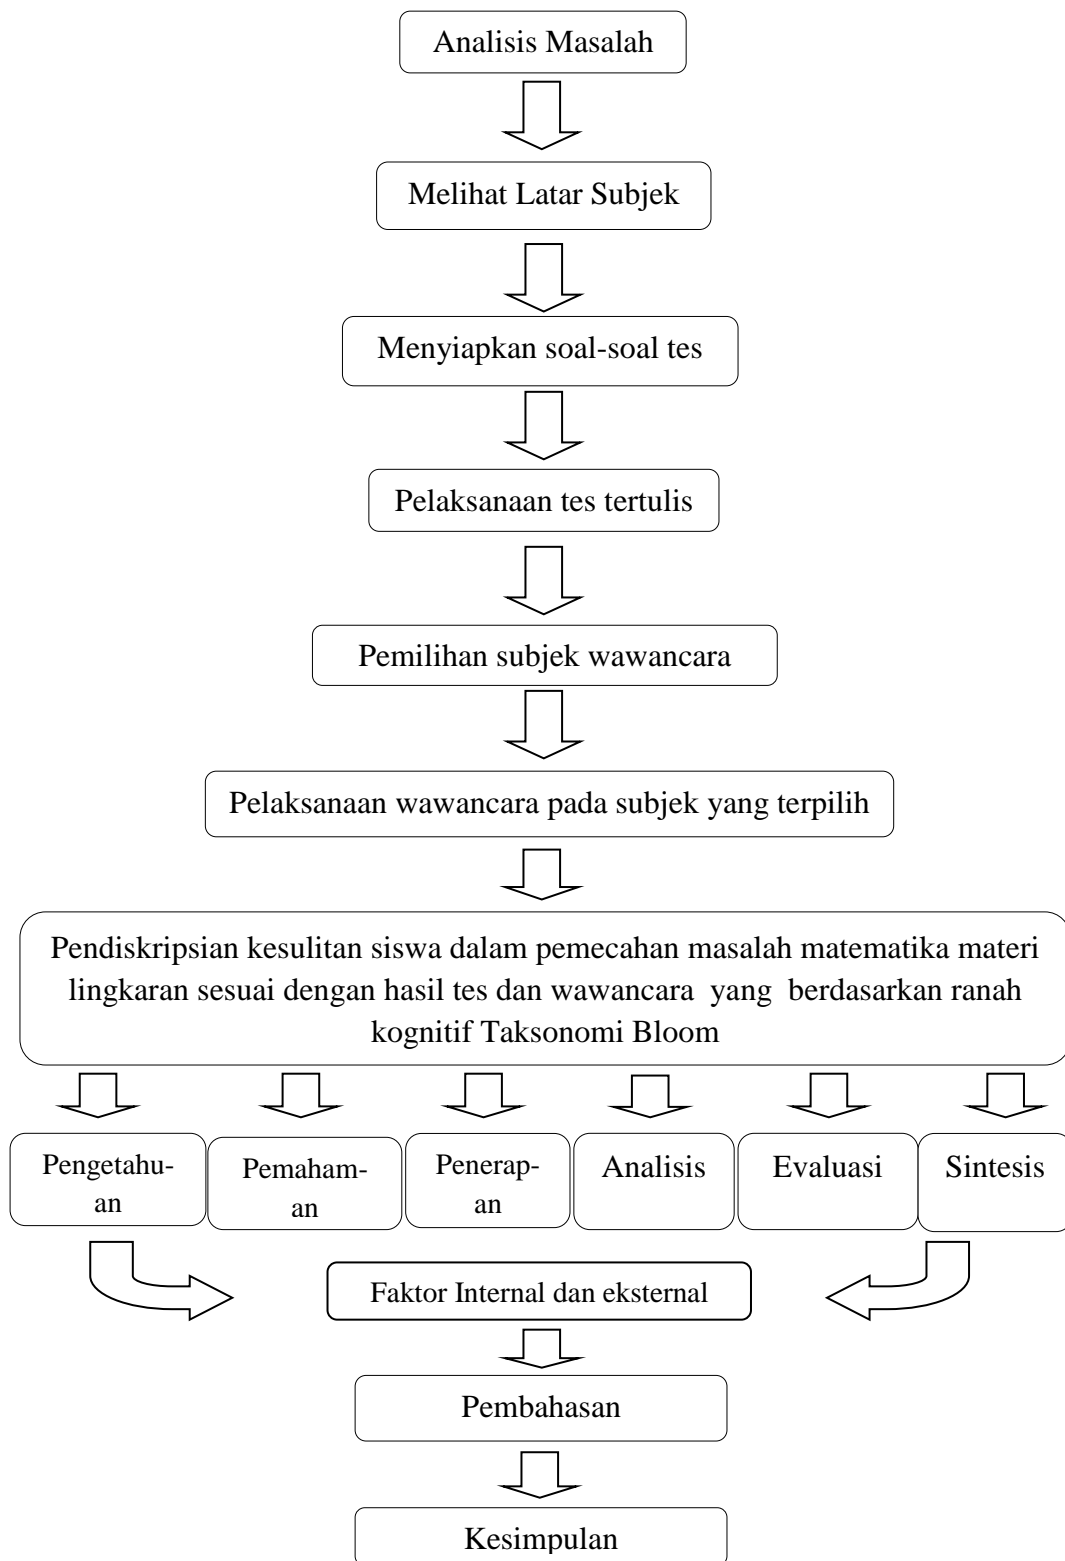 Analisis Masalah
Melihat Latar Subjek
Menyiapkan soal-soal tes
Pelaksanaan tes tertulis
Pemilihan subjek wawancara
Pelaksanaan wawancara pada subjek yang terpilih
Pendiskripsian kesulitan siswa dalam pemecahan masalah matematika materi
lingkaran sesuai dengan hasil tes dan wawancara yang berdasarkan ranah
kognitif Taksonomi Bloom
Pengetahu-
an
Pemaham-
an
Penerap-
an
Analisis
Evaluasi
Sintesis
Faktor Internal dan eksternal
Pembahasan
Kesimpulan